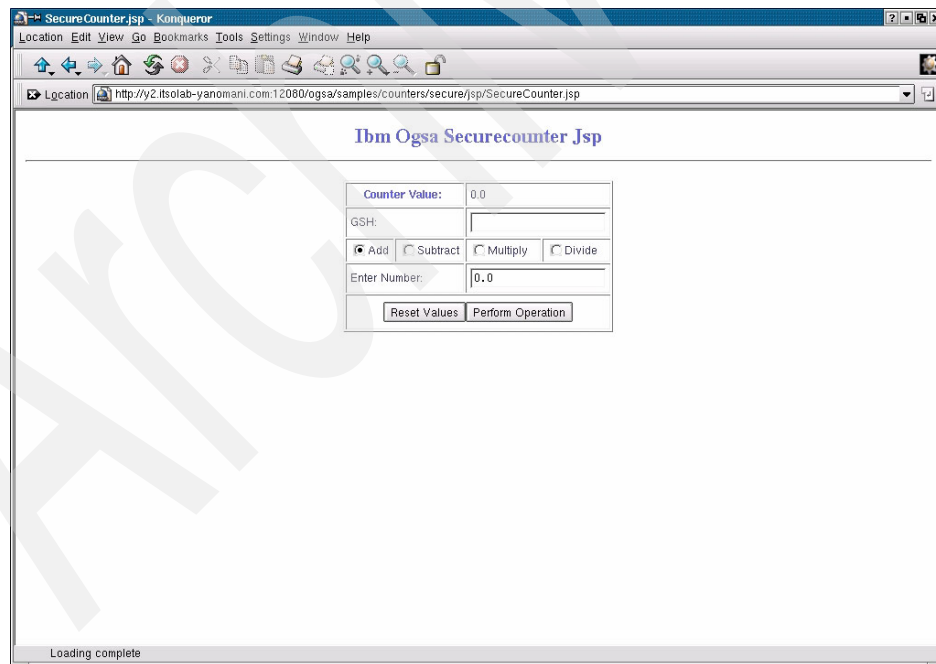 SecureCounter.jsp - Konqueror
Location Edit View Go Bookmarks Tools Settings Window Help
Location http://y2.itsolab-yanomani.com:12080/ogsa/samples/counters/secure/jsp/SecureCounter.jsp
Ibm Ogsa Securecounter Jsp
Counter Value: 0.0
GSH:
Add Subtract Multiply Divide
Enter Number: 0.0
Reset Values Perform Operation
Loading complete